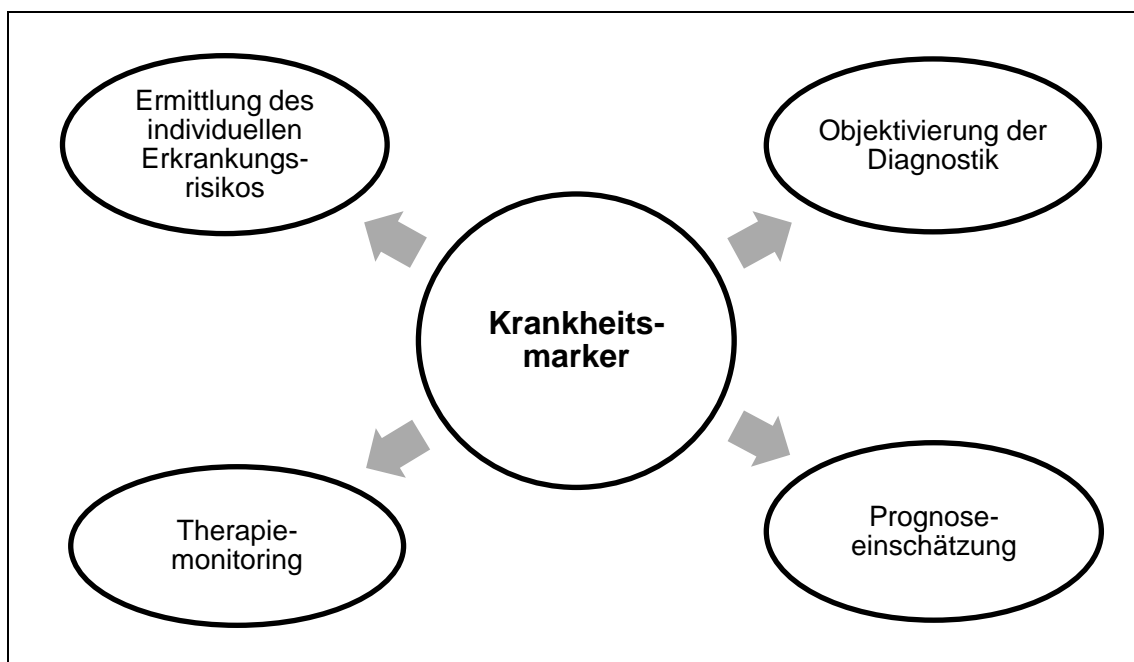 Ermittlung des
individuellen
Erkrankungs-
risikos
Objektivierung der
Diagnostik
Krankheits-
marker
Therapie-
monitoring
Prognose-
einschätzung